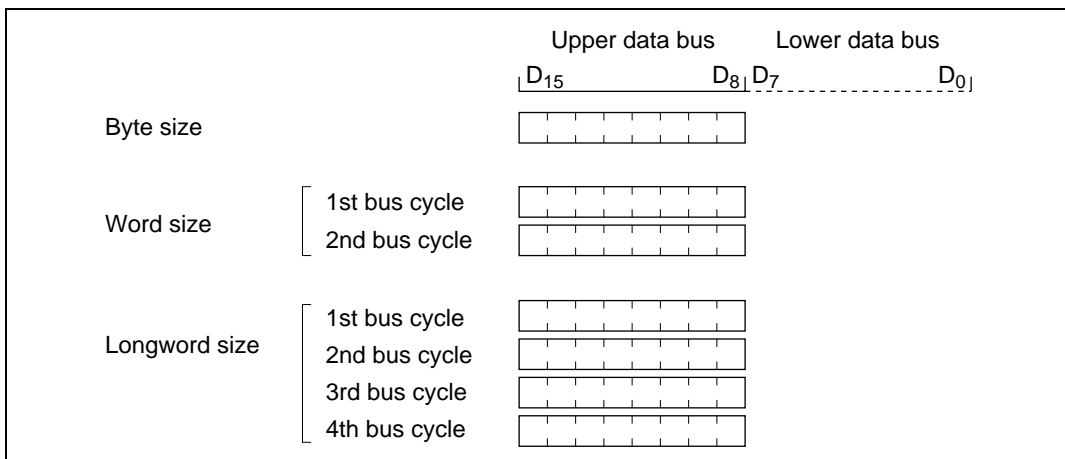 Upper data bus Lower data bus
D15 D8 D7 D0
Byte size
Word size
1st bus cycle
2nd bus cycle
Longword size
1st bus cycle
2nd bus cycle
3rd bus cycle
4th bus cycle